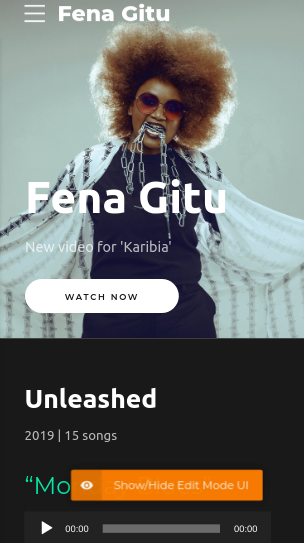 Fena Gitu
Fena Gitu
New video for 'Karibia'
WATCH NOW
Unleashed
2019 | 15 songs
“Mo
Show/Hide Edit Mode UI
00:00 00:00